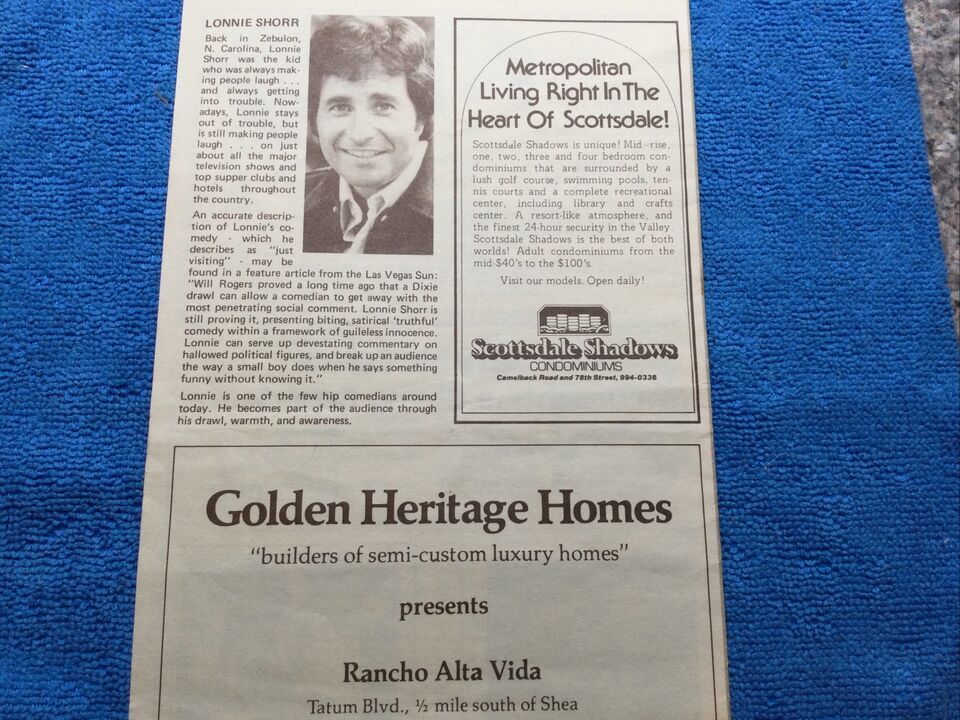 LONNIE SHORR
Back in Zebulon,
N. Carolina, Lonnie
Shorr was the kid
who was always mak-
ing people laugh . . .
and always getting
into trouble. Now-
adays, Lonnie stays
out of trouble, but
is still making people
laugh . . . on just
about all the major
television shows and
top supper clubs and
hotels throughout
the country.
An accurate descrip-
tion of Lonnie's co-
medy - which he
describes as "just
visiting" - may be
found in a feature article from the Las Vegas Sun:
"Will Rogers proved a long time ago that a Dixie
drawl can allow a comedian to get away with the
most penetrating social comment. Lonnie Shorr is
still proving it, presenting biting, satirical 'truthful'
comedy within a framework of guileless innocence.
Lonnie can serve up devestating commentary on
hallowed political figures, and break up an audience
the way a small boy does when he says something
funny without knowing it."
Lonnie is one of the few hip comedians around
today. He becomes part of the audience through
his drawl, warmth, and awareness.
Metropolitan
Living Right In The
Heart Of Scottsdale!
Scottsdale Shadows is unique! Mid-rise,
one, two, three and four bedroom con-
dominiums that are surrounded by a
lush golf course, swimming pools, ten-
nis courts and a complete recreational
center, including library and crafts
center. A resort-like atmosphere, and
the finest 24-hour security in the Valley.
Scottsdale Shadows is the best of both
worlds! Adult condominiums from the
mid-$40's to the $100's.
Visit our models. Open daily!
Scottsdale Shadows
CONDOMINIUMS
Camelback Road and 78th Street, 994-0336
Golden Heritage Homes
"builders of semi-custom luxury homes"
presents
Rancho Alta Vida
Tatum Blvd., ½ mile south of Shea